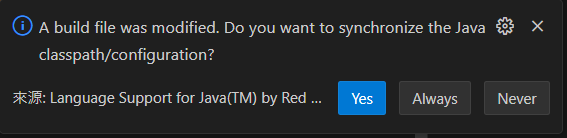 A build file was modified. Do you want to synchronize the Java
classpath/configuration?
來源: Language Support for Java(TM) by Red ...
Yes
Always
Never